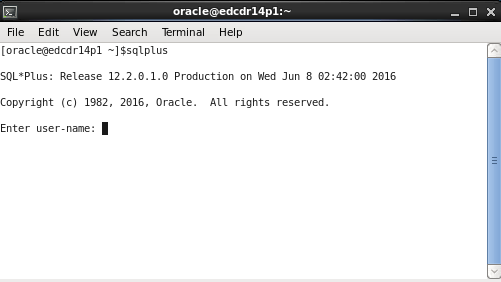 oracle@edcdr14p1:~
File Edit View Search Terminal Help
[oracle@edcdr14p1 ~]$sqlplus
SQL*Plus: Release 12.2.0.1.0 Production on Wed Jun 8 02:42:00 2016
Copyright (c) 1982, 2016, Oracle.  All rights reserved.
Enter user-name: